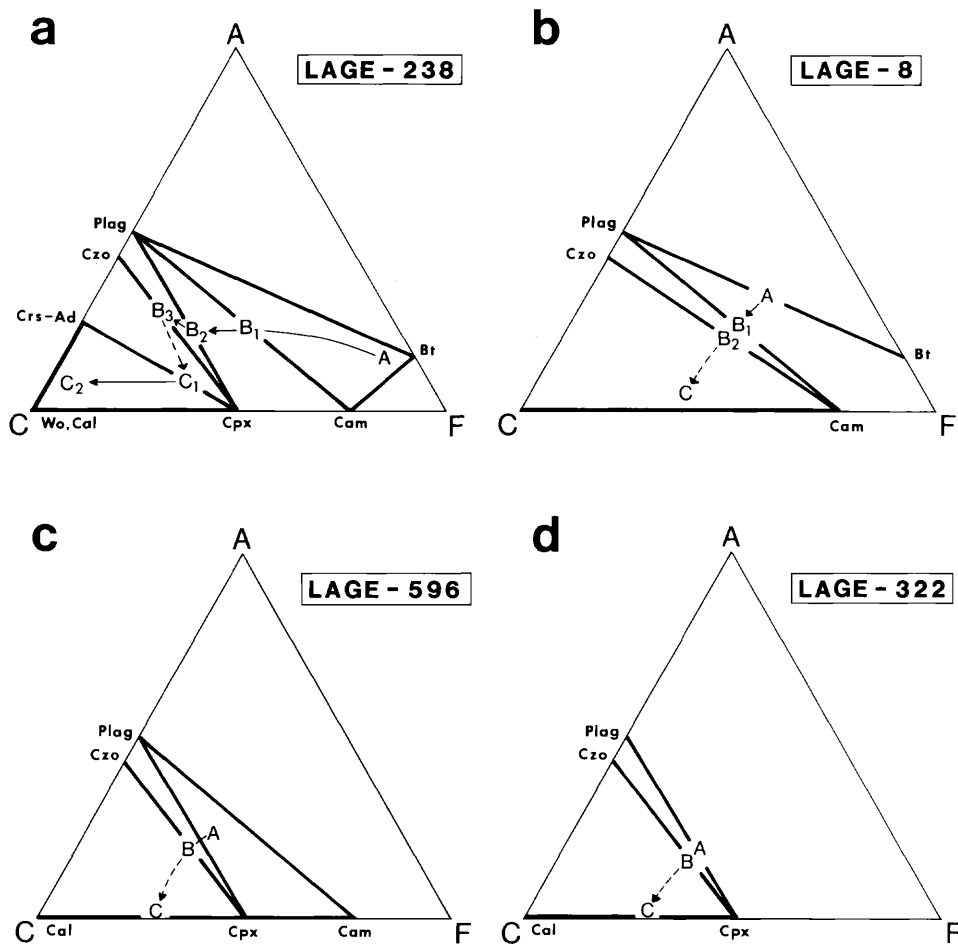 a
A
LAGE-238
Plag
Czo
Crs-Ad
B3
B2
B1
A
Bt
C2
C1
C
Wo, Cal
Cpx
Cam
F
b
A
LAGE-8
Plag
Czo
A
B1
B2
Bt
C
C
Cam
F
c
A
LAGE-596
Plag
Czo
A
B
C
C
Cal
Cpx
Cam
F
d
A
LAGE-322
Plag
Czo
A
B
C
C
Cal
Cpx
F